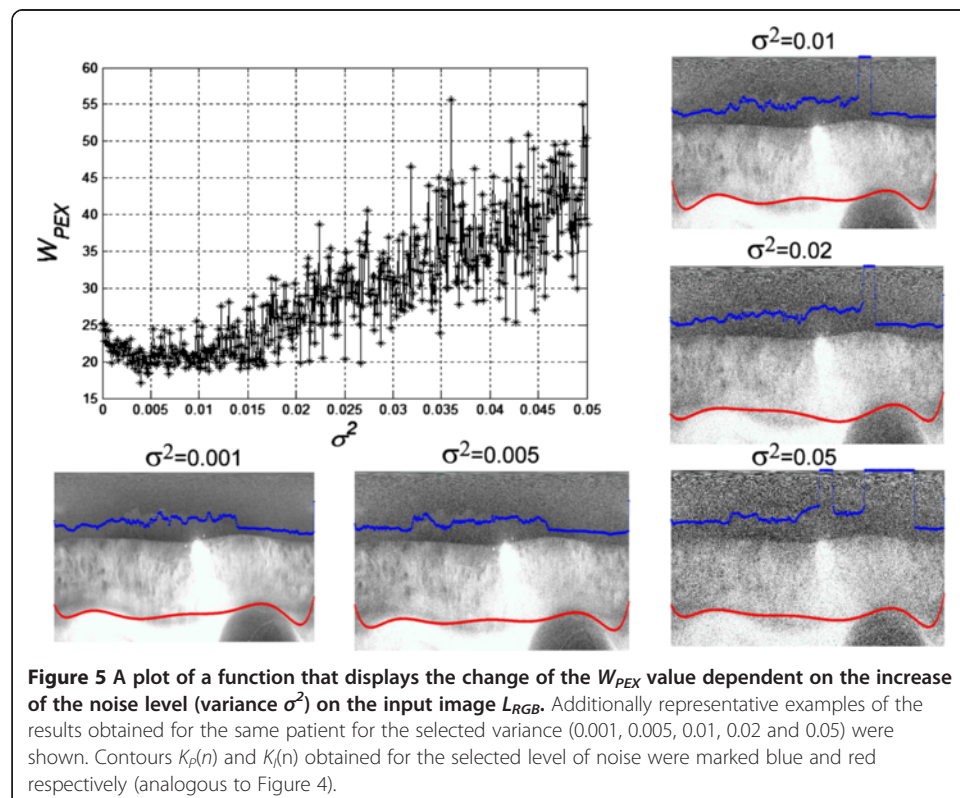 σ²=0.01
60
55
50
45
40
35
30
25
20
15
W_PEX
0 0.005 0.01 0.015 0.02 0.025 0.03 0.035 0.04 0.045 0.05
σ²
σ²=0.02
σ²=0.001
σ²=0.005
σ²=0.05
Figure 5 A plot of a function that displays the change of the W_PEX value dependent on the increase
of the noise level (variance σ²) on the input image L_RGB. Additionally representative examples of the
results obtained for the same patient for the selected variance (0.001, 0.005, 0.01, 0.02 and 0.05) were
shown. Contours K_P(n) and K_I(n) obtained for the selected level of noise were marked blue and red
respectively (analogous to Figure 4).